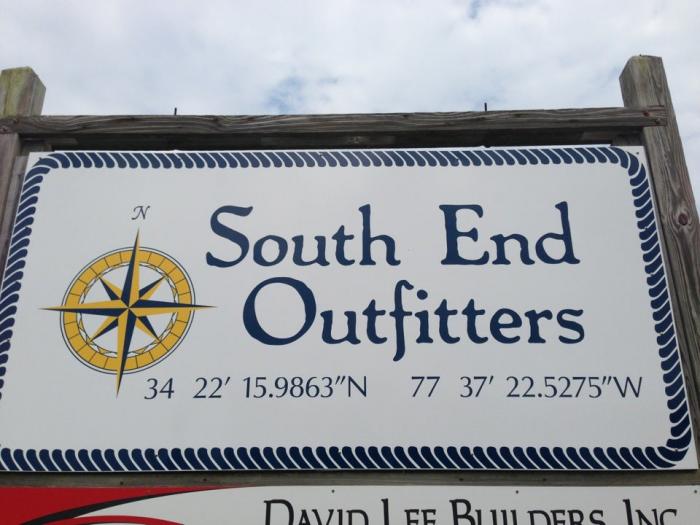 N
South End
Outfitters
34 22' 15.9863"N 77 37' 22.5275"W
DAVID LEE BUILDERS, INC